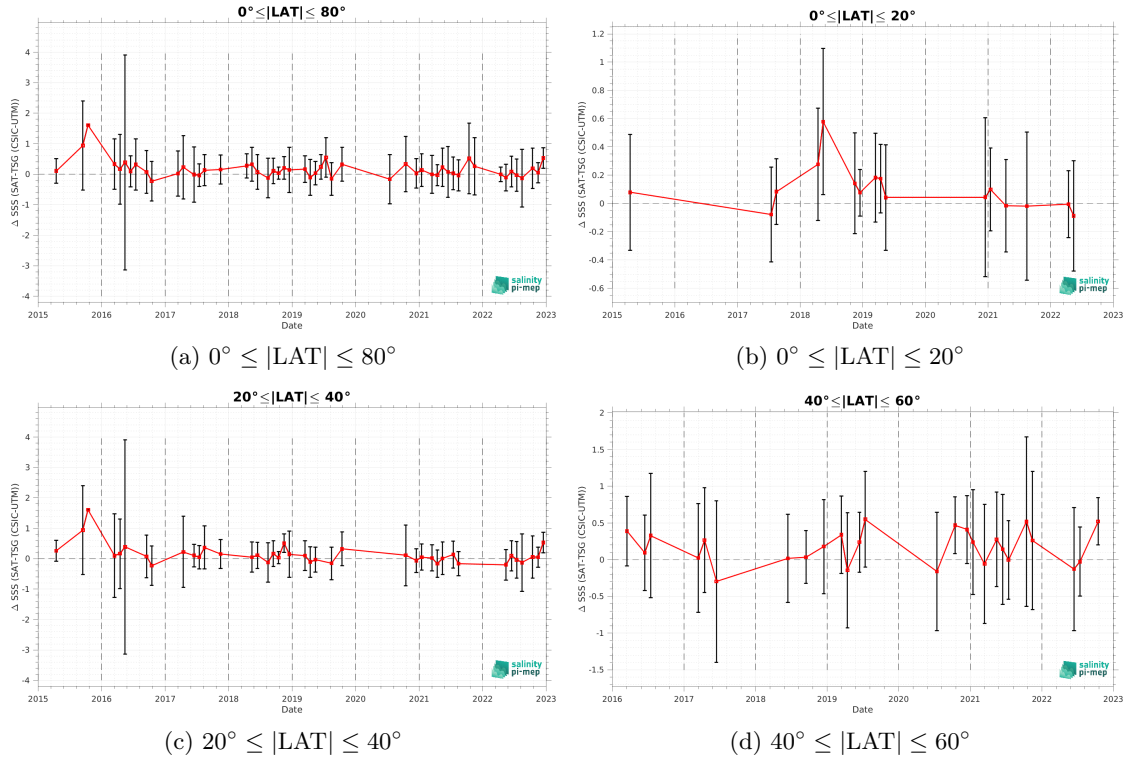 0°≤|LAT|≤ 80°
Δ SSS (SAT-TSG (CSIC-UTM))
4
3
2
1
0
-1
-2
-3
-4
2015 2016 2017 2018 2019 2020 2021 2022 2023
Date
salinity
pi-mep
(a) 0° ≤ |LAT| ≤ 80°
0°≤|LAT|≤ 20°
Δ SSS (SAT-TSG (CSIC-UTM))
1.2
1
0.8
0.6
0.4
0.2
0
-0.2
-0.4
-0.6
2015 2016 2017 2018 2019 2020 2021 2022 2023
Date
salinity
pi-mep
(b) 0° ≤ |LAT| ≤ 20°
20°≤|LAT|≤ 40°
Δ SSS (SAT-TSG (CSIC-UTM))
4
3
2
1
0
-1
-2
-3
-4
2015 2016 2017 2018 2019 2020 2021 2022 2023
Date
salinity
pi-mep
(c) 20° ≤ |LAT| ≤ 40°
40°≤|LAT|≤ 60°
Δ SSS (SAT-TSG (CSIC-UTM))
2
1.5
1
0.5
0
-0.5
-1
-1.5
2016 2017 2018 2019 2020 2021 2022 2023
Date
salinity
pi-mep
(d) 40° ≤ |LAT| ≤ 60°